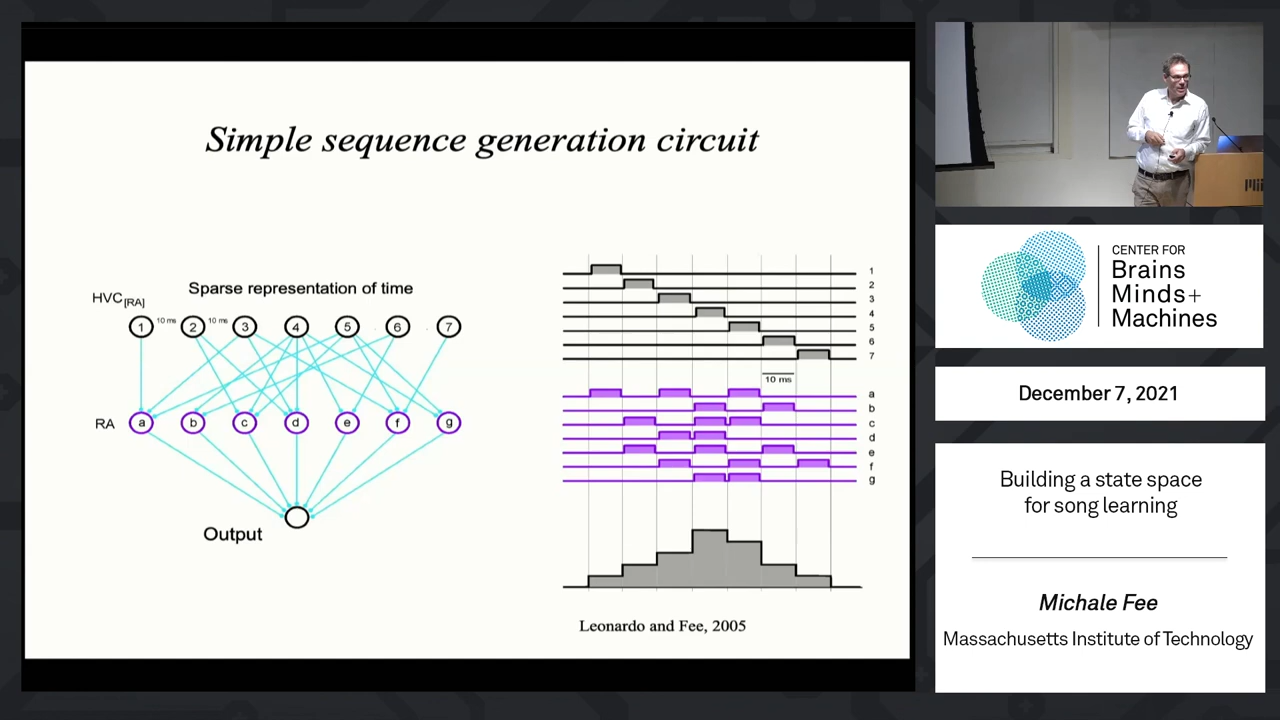 Simple sequence generation circuit
Sparse representation of time
HVC[RA]
1 10 ms 2 10 ms 3 4 5 6 7
RA a b c d e f g
Output
1
2
3
4
5
6
7
10 ms
a
b
c
d
e
f
g
Leonardo and Fee, 2005
MIT
CENTER FOR
Brains
Minds+
Machines
December 7, 2021
Building a state space
for song learning
Michale Fee
Massachusetts Institute of Technology